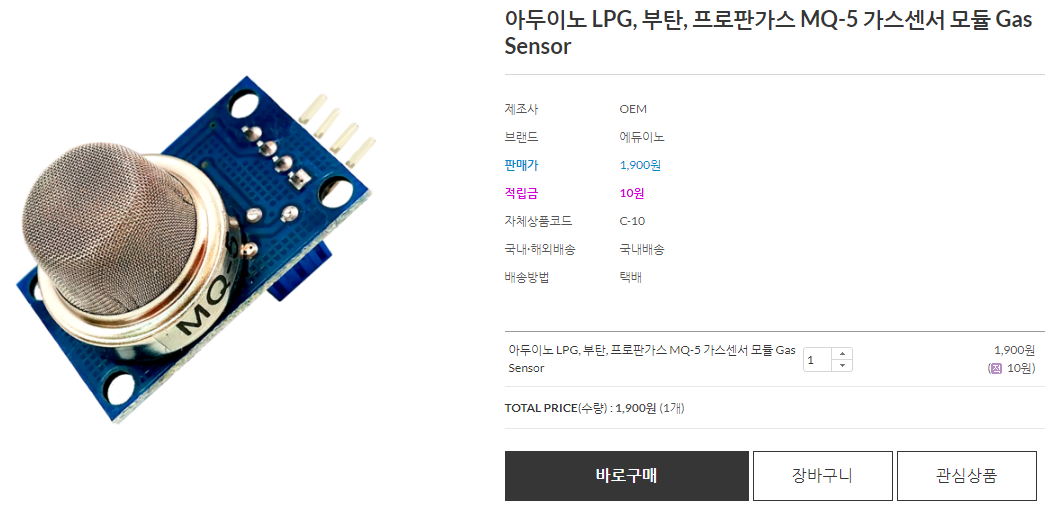 아두이노 LPG, 부탄, 프로판가스 MQ-5 가스센서 모듈 Gas
Sensor
제조사 OEM
브랜드 에듀이노
판매가 1,900원
적립금 10원
자체상품코드 C-10
국내·해외배송 국내배송
배송방법 택배
MQ-5
아두이노 LPG, 부탄, 프로판가스 MQ-5 가스센서 모듈 Gas
Sensor
1
1,900원
(적 10원)
TOTAL PRICE(수량) : 1,900원 (1개)
바로구매 장바구니 관심상품